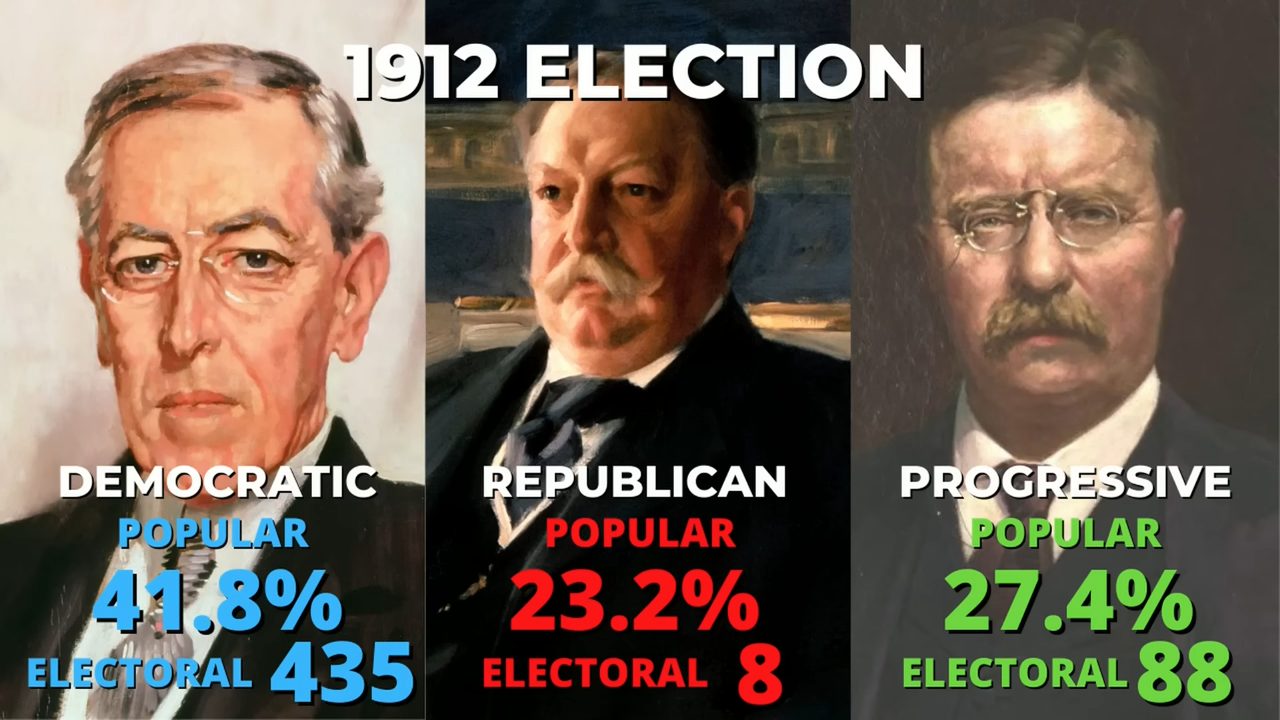 1912 ELECTION
DEMOCRATIC
POPULAR
41.8%
ELECTORAL 435
REPUBLICAN
POPULAR
23.2%
ELECTORAL 8
PROGRESSIVE
POPULAR
27.4%
ELECTORAL 88